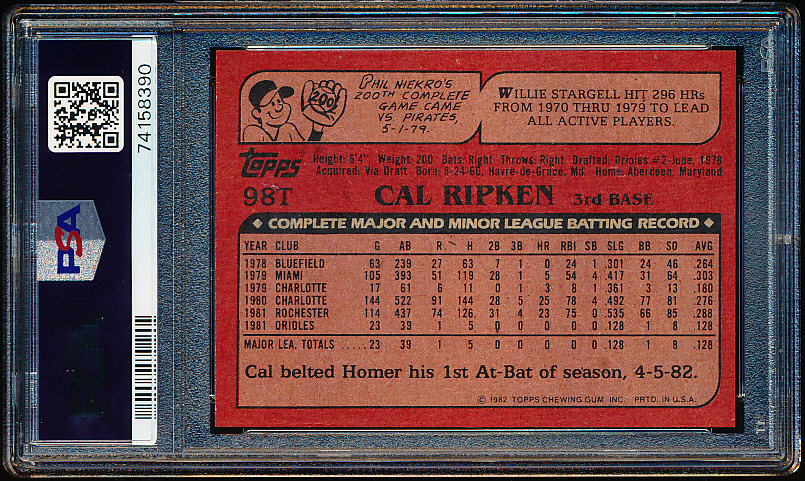 74158390
PSA
PHIL NIEKRO'S
200TH COMPLETE
GAME CAME
VS PIRATES,
5-1-79.
200!
WILLIE STARGELL HIT 296 HRs
FROM 1970 THRU 1979 TO LEAD
ALL ACTIVE PLAYERS.
Topps
Height: 6'4" Weight: 200 Bats: Right Throws: Right Drafted: Orioles #2-June, 1978
Acquired: Via Draft Born: 8-24-60, Havre-de-Grace, Md. Home: Aberdeen, Maryland
98T CAL RIPKEN 3rd BASE
◆ COMPLETE MAJOR AND MINOR LEAGUE BATTING RECORD ◆
YEAR CLUB G AB R H 2B 3B HR RBI SB SLG BB SO AVG
1978 BLUEFIELD 63 239 27 63 7 1 0 24 1 .301 24 46 .264
1979 MIAMI 105 393 51 119 28 1 5 54 4 .417 31 64 .303
1979 CHARLOTTE 17 61 6 11 0 1 3 8 1 .361 3 13 .180
1980 CHARLOTTE 144 522 91 144 28 5 25 78 4 .492 77 81 .276
1981 ROCHESTER 114 437 74 126 31 4 23 75 0 .535 66 85 .288
1981 ORIOLES 23 39 1 5 0 0 0 0 0 .128 1 8 .128
MAJOR LEA. TOTALS ..... 23 39 1 5 0 0 0 0 0 .128 1 8 .128
Cal belted Homer his 1st At-Bat of season, 4-5-82.
© 1982 TOPPS CHEWING GUM, INC. PRTD. IN U.S.A.